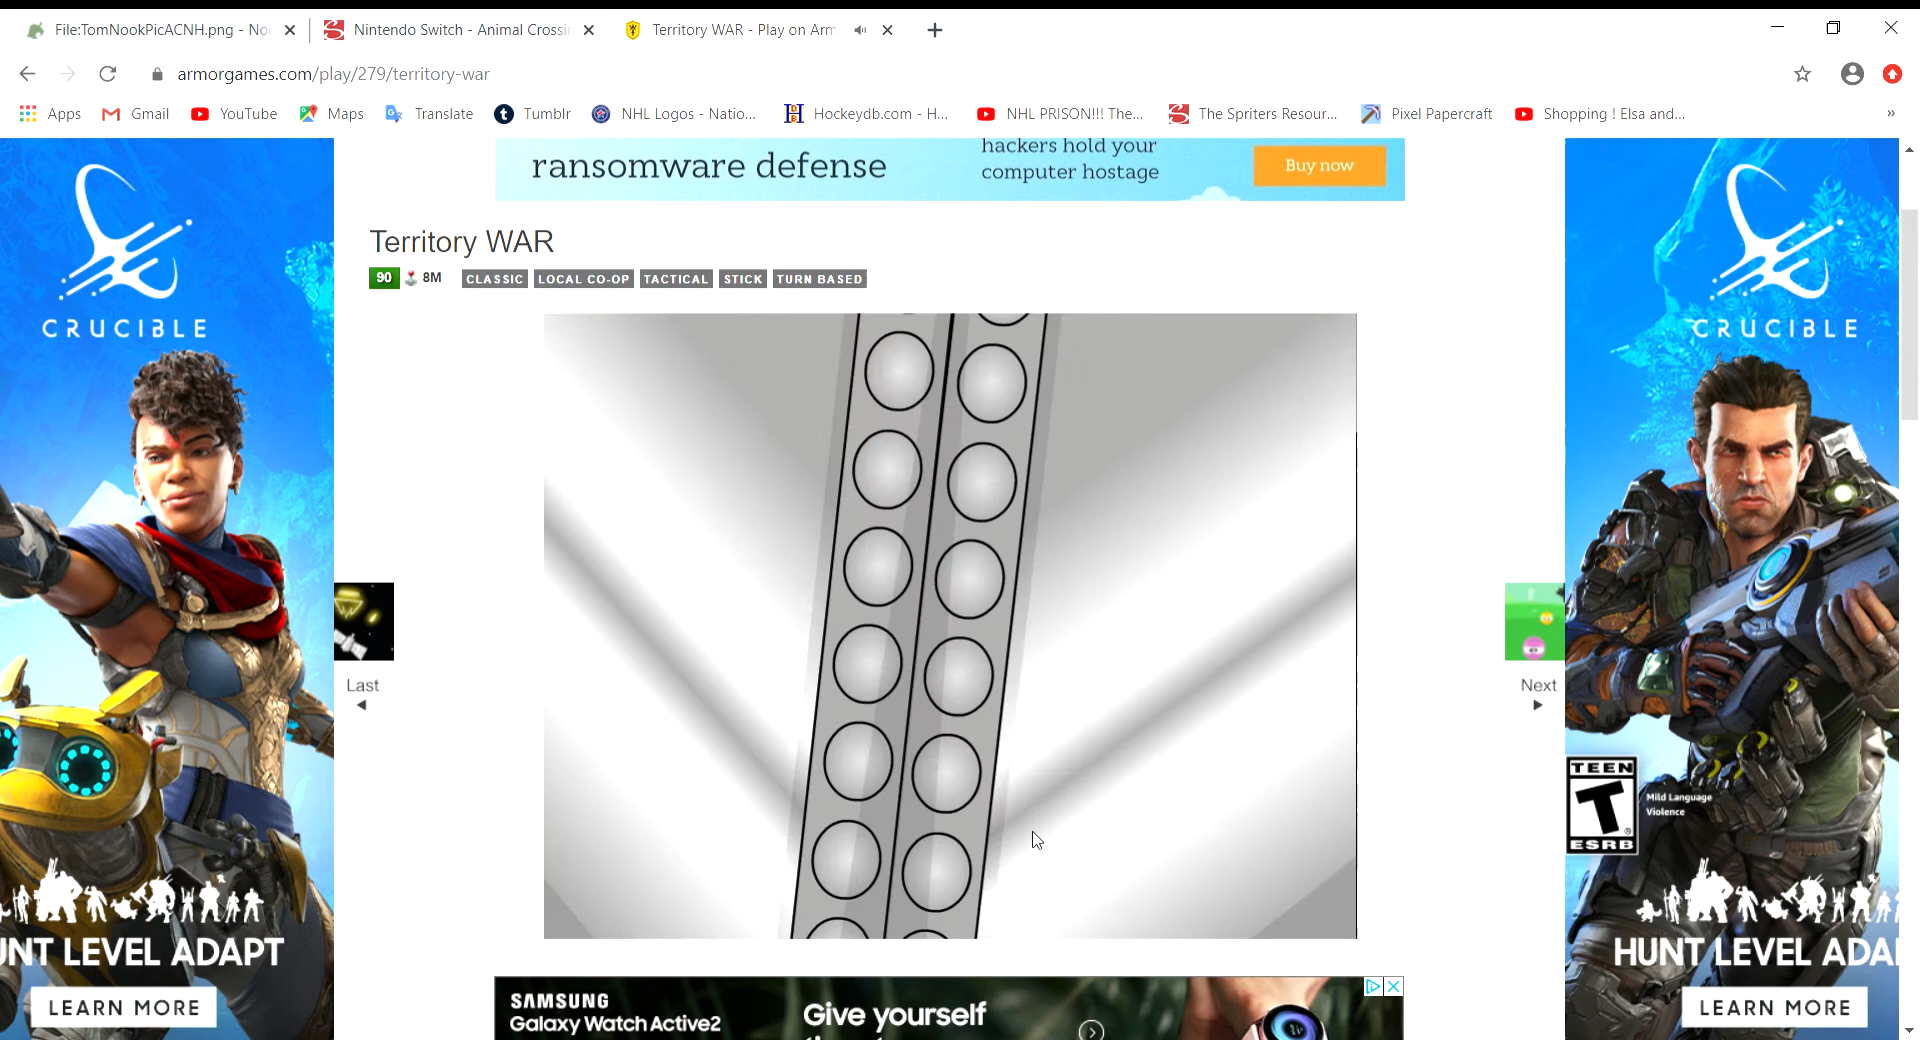 File:TomNookPicACNH.png - Noo
Nintendo Switch - Animal Crossin
Territory WAR - Play on Arm
armorgames.com/play/279/territory-war
Apps
Gmail
YouTube
Maps
Translate
Tumblr
NHL Logos - Natio...
Hockeydb.com - H...
NHL PRISON!!! The...
The Spriters Resour...
Pixel Papercraft
Shopping ! Elsa and...
»
ransomware defense
hackers hold your
computer hostage
Buy now
CRUCIBLE
Territory WAR
90
8M
CLASSIC
LOCAL CO-OP
TACTICAL
STICK
TURN BASED
CRUCIBLE
Last
Next
TEEN
T
ESRB
Mild Language
Violence
UNT LEVEL ADAPT
LEARN MORE
HUNT LEVEL ADA
LEARN MORE
SAMSUNG
Galaxy Watch Active2
Give yourself